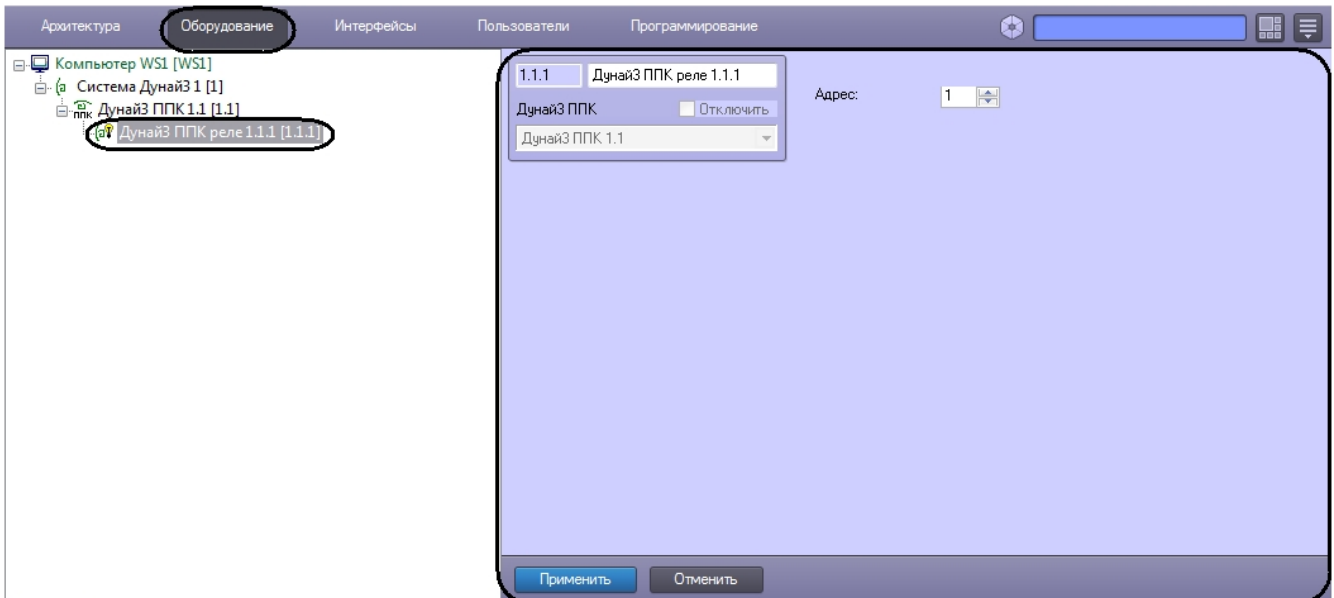 Архитектура Оборудование Интерфейсы Пользователи Программирование
Компьютер WS1 [WS1]
Система Дунай3 1 [1]
ппк Дунай3 ППК 1.1 [1.1]
Дунай3 ППК реле 1.1.1 [1.1.1]
1.1.1 Дунай3 ППК реле 1.1.1
Дунай3 ППК Отключить
Дунай3 ППК 1.1
Адрес: 1
Применить Отменить